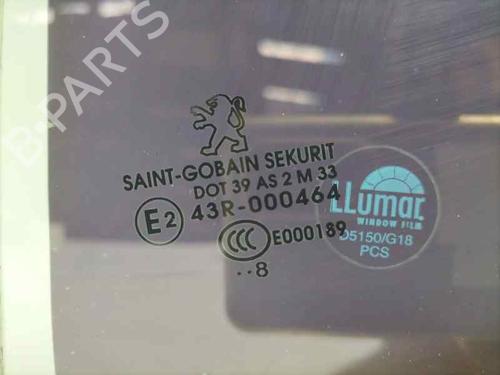 B-PARTS
SAINT-GOBAIN SEKURIT
DOT 39 AS 2 M 33
E2 43R-000464
CCC E000189
..8
LLumar
WINDOW FILM
D5150/G18
PCS